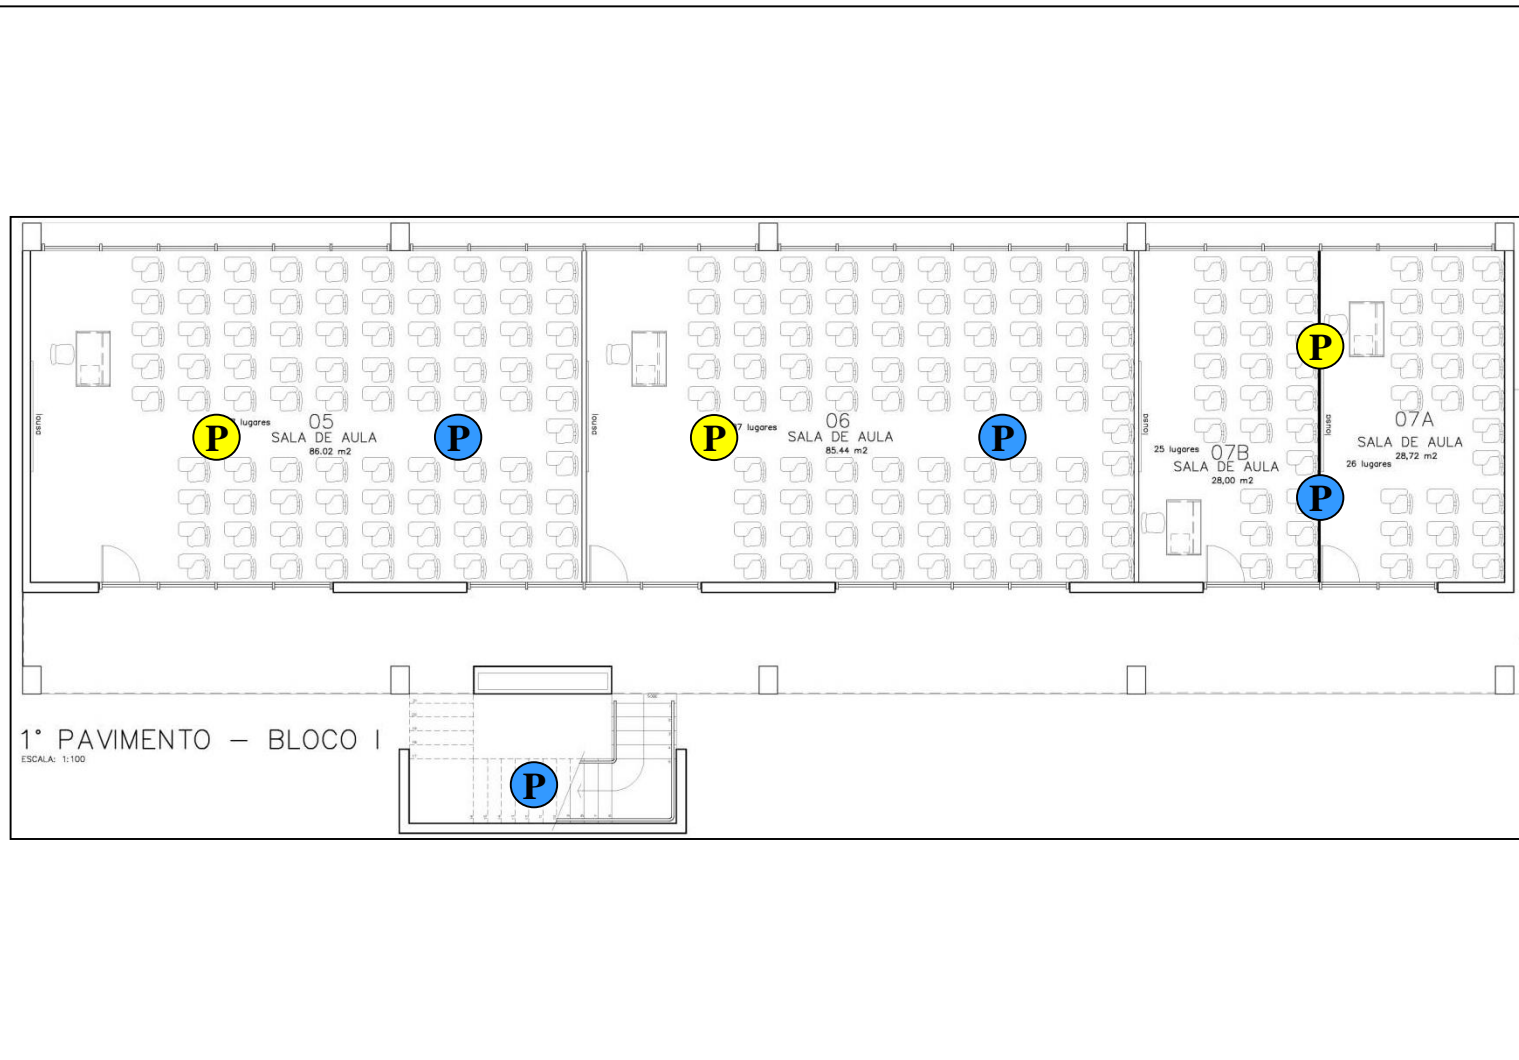 lousa
P
lugares
05
SALA DE AULA
86.02 m2
P
lousa
P
7 lugares
06
SALA DE AULA
85.44 m2
P
lousa
25 lugares
07B
SALA DE AULA
28,00 m2
P
P
lousa
26 lugares
07A
SALA DE AULA
28,72 m2
1° PAVIMENTO – BLOCO I
ESCALA: 1:100
P